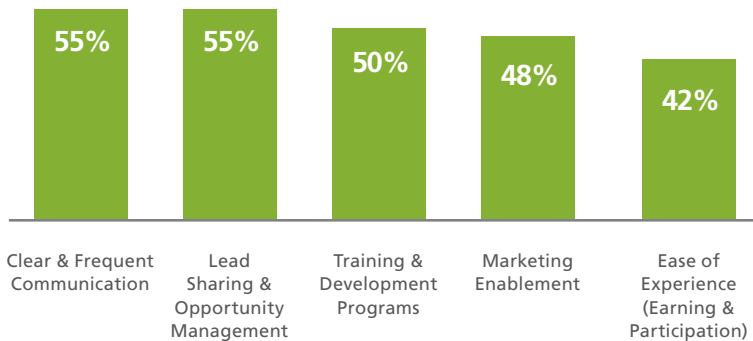 55%
55%
50%
48%
42%
Clear & Frequent
Communication
Lead
Sharing &
Opportunity
Management
Training &
Development
Programs
Marketing
Enablement
Ease of
Experience
(Earning &
Participation)